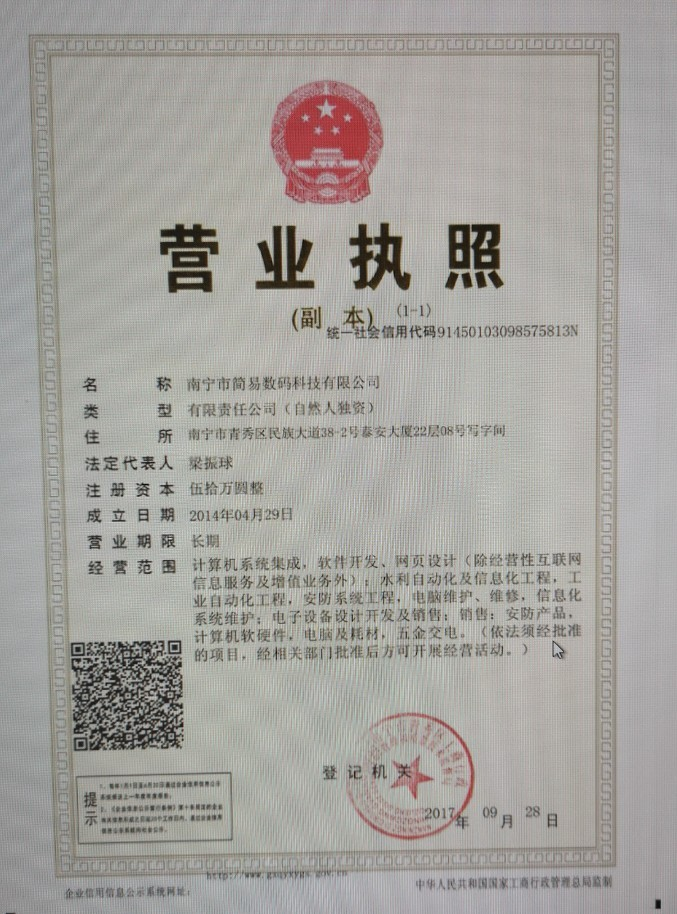 营业执照
(副 本) (1-1)
统一社会信用代码91450103098575813N
名 称 南宁市简易数码科技有限公司
类 型 有限责任公司（自然人独资）
住 所 南宁市青秀区民族大道38-2号泰安大厦22层08号写字间
法定代表人 梁振球
注册资本 伍拾万圆整
成立日期 2014年04月29日
营业期限 长期
经营范围 计算机系统集成，软件开发、网页设计（除经营性互联网
信息服务及增值业务外）；水利自动化及信息化工程，工
业自动化工程，安防系统工程，电脑维护、维修，信息化
系统维护；电子设备设计开发及销售；销售：安防产品，
计算机软硬件，电脑及耗材，五金交电。（依法须经批准
的项目，经相关部门批准后方可开展经营活动。）
登记机关
2017年 09月 28日
提示
企业信用信息公示系统网址：
中华人民共和国国家工商行政管理总局监制